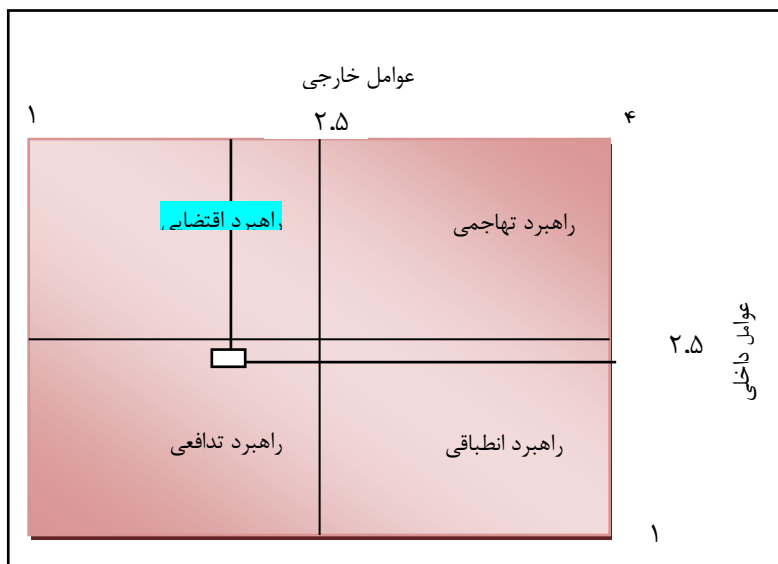 عوامل خارجی
۴
۲.۵
۱
راهبرد تهاجمی
راهبرد اقتضایی
عوامل داخلی
۲.۵
راهبرد انطباقی
راهبرد تدافعی
۱